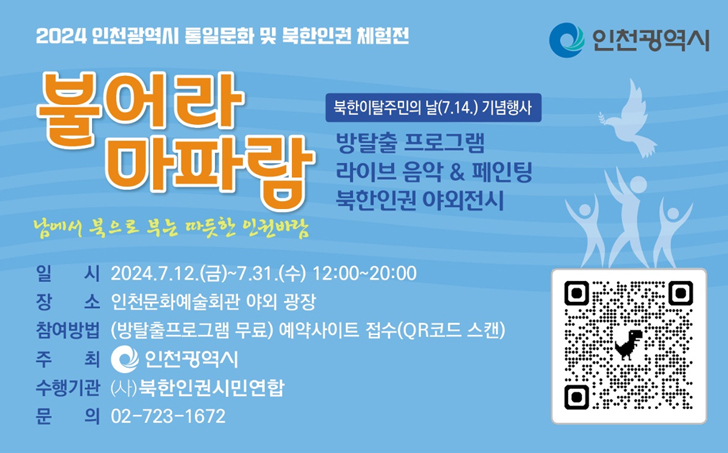 2024 인천광역시 통일문화 및 북한인권 체험전
인천광역시
불어라
마파람
남에서 북으로 부는 따듯한 인권바람
북한이탈주민의 날(7.14.) 기념행사
방탈출 프로그램
라이브 음악 & 페인팅
북한인권 야외전시
일 시 2024.7.12.(금)~7.31.(수) 12:00~20:00
장 소 인천문화예술회관 야외 광장
참여방법 (방탈출프로그램 무료) 예약사이트 접수(QR코드 스캔)
주 최 인천광역시
수행기관 (사)북한인권시민연합
문 의 02-723-1672